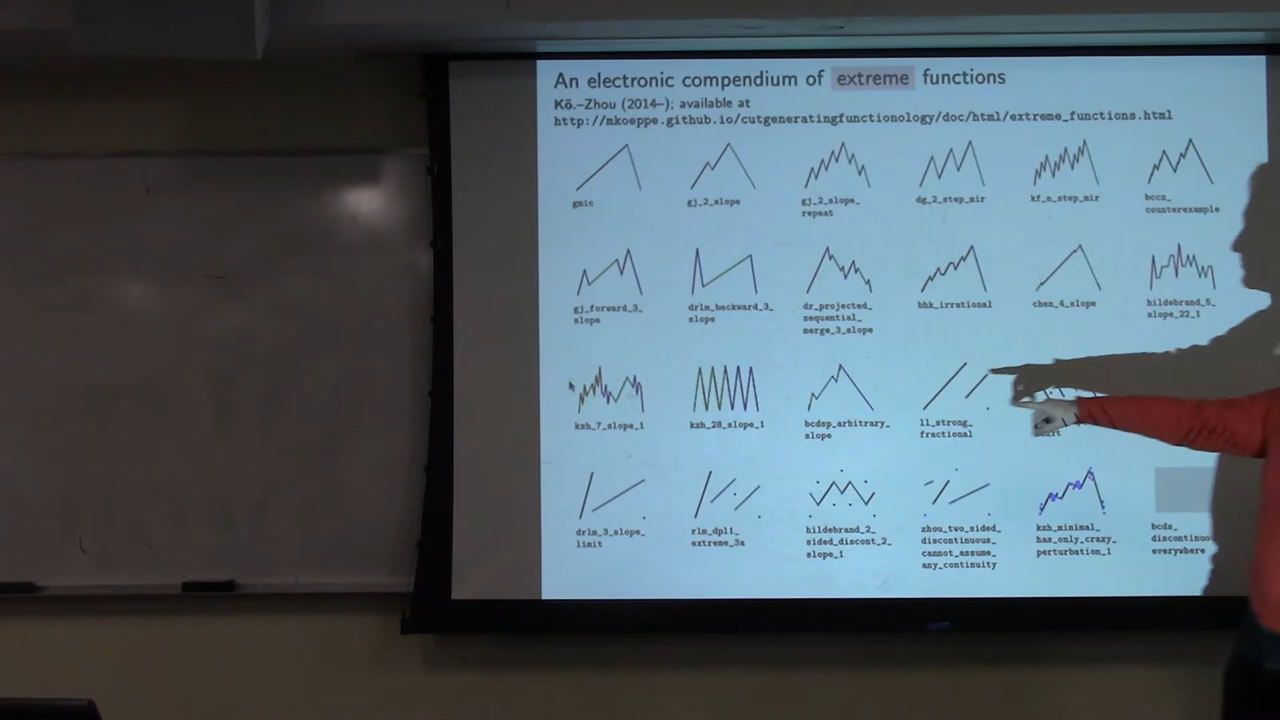 An electronic compendium of extreme functions
Kö.–Zhou (2014–); available at
http://mkoeppe.github.io/cutgeneratingfunctionology/doc/html/extreme_functions.html
gmic
gj_2_slope
gj_2_slope_
repeat
dg_2_step_mir
kf_n_step_mir
bccz_
counterexample
gj_forward_3_
slope
drlm_backward_3_
slope
dr_projected_
sequential_
merge_3_slope
bhk_irrational
chen_4_slope
hildebrand_5_
slope_22_1
kzh_7_slope_1
kzh_28_slope_1
bcdsp_arbitrary_
slope
ll_strong_
fractional
drlm_3_slope_
limit
rlm_dpl1_
extreme_3a
hildebrand_2_
sided_discont_2_
slope_1
zhou_two_sided_
discontinuous_
cannot_assume_
any_continuity
kzh_minimal_
has_only_crazy_
perturbation_1
bcds_
discontinuo
everywhere